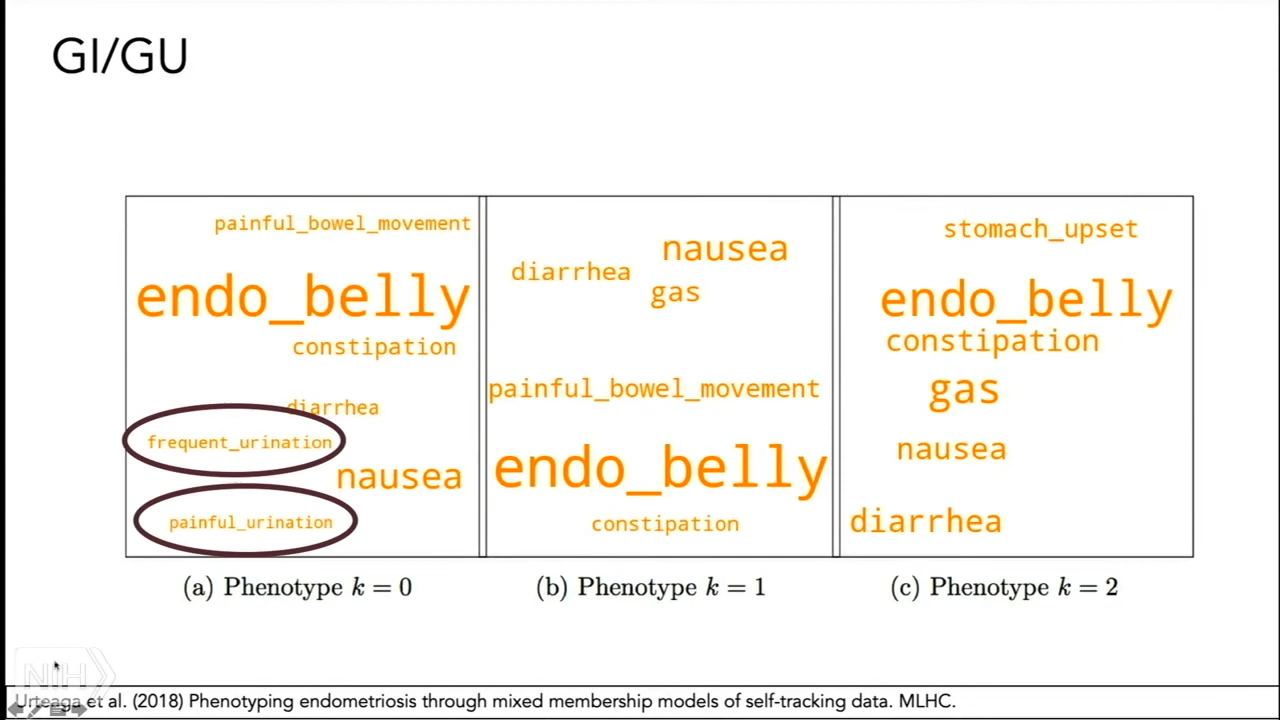 GI/GU
painful_bowel_movement
endo_belly
constipation
diarrhea
frequent_urination
nausea
painful_urination
(a) Phenotype k = 0
nausea
diarrhea
gas
painful_bowel_movement
endo_belly
constipation
(b) Phenotype k = 1
stomach_upset
endo_belly
constipation
gas
nausea
diarrhea
(c) Phenotype k = 2
NIH
Urteaga et al. (2018) Phenotyping endometriosis through mixed membership models of self-tracking data. MLHC.